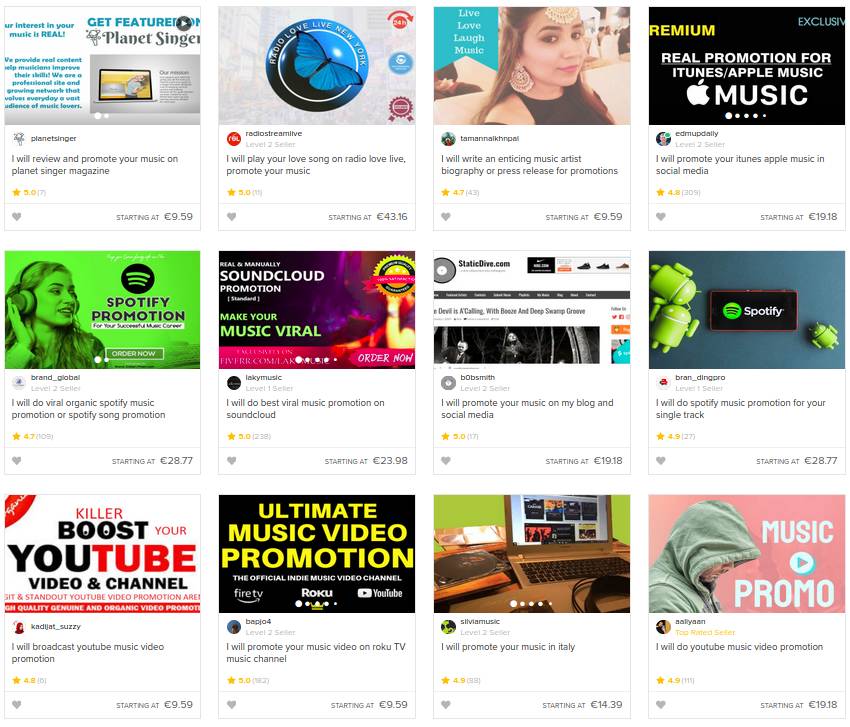 ur interest in your
music is REAL!
GET FEATURED ON
Planet Singer
We provide real content
help musicians improve
their skills! We are a
professional site and
growing network that
volves everyday a vast
udience of music lovers.
Our mission
planetsinger
I will review and promote your music on
planet singer magazine
5.0 (7)
STARTING AT €9.59
RADIO LOVE LIVE NEW YORK
24h
radiostreamlive
Level 2 Seller
I will play your love song on radio love live,
promote your music
5.0 (11)
STARTING AT €43.16
Live
Love
Laugh
Music
tamannalkhnpal
I will write an enticing music artist
biography or press release for promotions
4.7 (43)
STARTING AT €9.59
REMIUM
EXCLUSIV
REAL PROMOTION FOR
ITUNES/APPLE MUSIC
MUSIC
edmupdaily
Level 2 Seller
I will promote your itunes apple music in
social media
4.8 (309)
STARTING AT €19.18
SPOTIFY
PROMOTION
For Your Successful Music Career
ORDER NOW
brand_global
Level 2 Seller
I will do viral organic spotify music
promotion or spotify song promotion
4.7 (109)
STARTING AT €28.77
REAL & MANUALLY
SOUNDCLOUD
PROMOTION
[ Standard ]
MAKE YOUR
MUSIC VIRAL
ORDER NOW
lakymusic
Level 1 Seller
I will do best viral music promotion on
soundcloud
5.0 (238)
STARTING AT €23.98
StaticDive.com
e Devil is A'Calling, With Booze And Deep Swamp Groove
b0bsmith
Level 2 Seller
I will promote your music on my blog and
social media
5.0 (17)
STARTING AT €19.18
Spotify
bran_dingpro
Level 1 Seller
I will do spotify music promotion for your
single track
4.9 (27)
STARTING AT €28.77
KILLER
BOOST YOUR
YOUTUBE
VIDEO & CHANNEL
GIT & STANDOUT YOUTUBE VIDEO PROMOTION AREN
GH QUALITY GENUINE AND ORGANIC VIDEO PROMOTI
kadijat_suzzy
I will broadcast youtube music video
promotion
4.8 (6)
STARTING AT €9.59
ULTIMATE
MUSIC VIDEO
PROMOTION
THE OFFICIAL INDIE MUSIC VIDEO CHANNEL
firetv
Roku
YouTube
bapjo4
Level 2 Seller
I will promote your music video on roku TV
music channel
5.0 (182)
STARTING AT €9.59
silviamusic
Level 2 Seller
I will promote your music in italy
4.9 (88)
STARTING AT €14.39
MUSIC
PROMO
aaliyaan
Top Rated Seller
I will do youtube music video promotion
4.9 (111)
STARTING AT €19.18